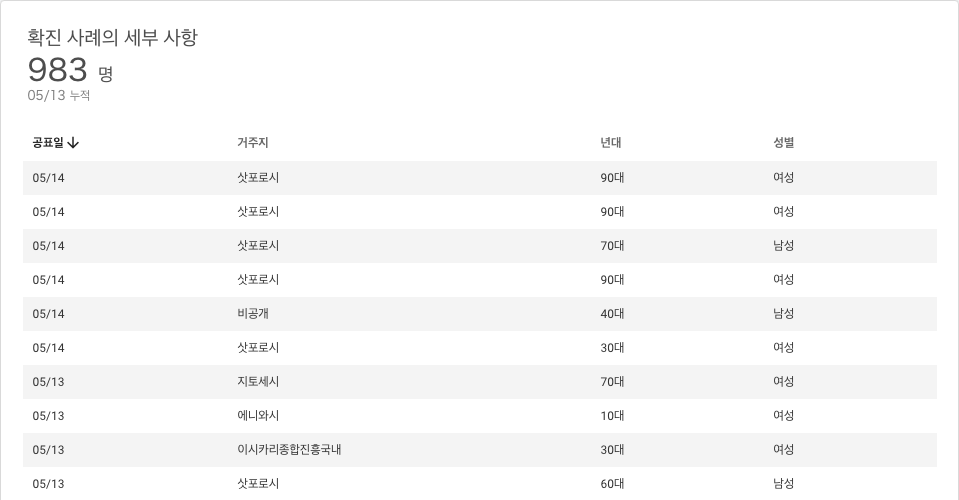 확진 사례의 세부 사항
983 명
05/13 누적
공표일 거주지 년대 성별
05/14 삿포로시 90대 여성
05/14 삿포로시 90대 여성
05/14 삿포로시 70대 남성
05/14 삿포로시 90대 여성
05/14 비공개 40대 남성
05/14 삿포로시 30대 여성
05/13 지토세시 70대 여성
05/13 에니와시 10대 여성
05/13 이시카리종합진흥국내 30대 여성
05/13 삿포로시 60대 남성